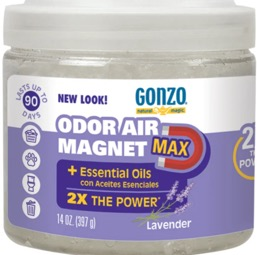 LASTS UP TO
90
DAYS
NEW LOOK!
GONZO
natural magic.
ODOR AIR
MAGNET MAX
+ Essential Oils
con Aceites Esenciales
2X THE POWER*
14 OZ. (397 g)
Lavender
2
POW